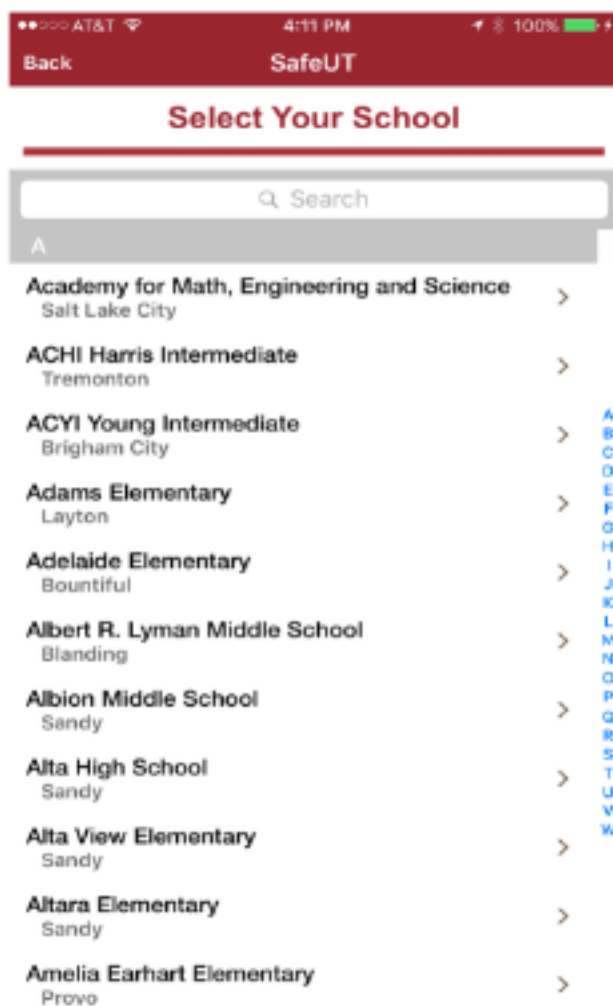 AT&T 4:11 PM 100%
Back SafeUT
Select Your School
Search
A
Academy for Math, Engineering and Science
Salt Lake City
ACHI Harris Intermediate
Tremonton
ACYI Young Intermediate
Brigham City
Adams Elementary
Layton
Adelaide Elementary
Bountiful
Albert R. Lyman Middle School
Blanding
Albion Middle School
Sandy
Alta High School
Sandy
Alta View Elementary
Sandy
Altara Elementary
Sandy
Amelia Earhart Elementary
Provo
A
B
C
D
E
F
G
H
I
J
K
L
M
N
O
P
Q
R
S
T
U
V
W